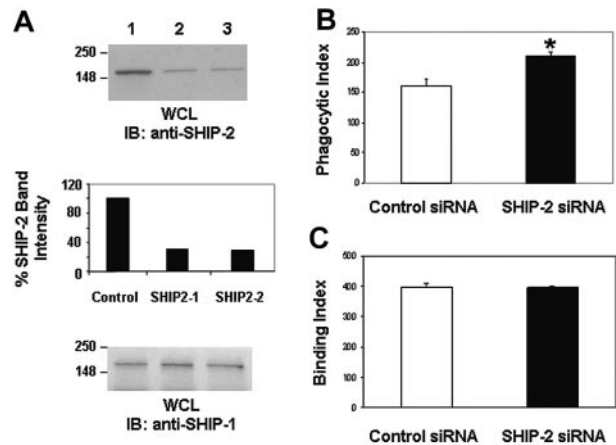 A
1 2 3
250
148
WCL
IB: anti-SHIP-2
% SHIP-2 Band
Intensity
120
80
40
0
Control SHIP2-1 SHIP2-2
250
148
WCL
IB: anti-SHIP-1
B
Phagocytic Index
250
200
150
100
50
0
*
Control siRNA SHIP-2 siRNA
C
Binding Index
500
400
300
200
100
0
Control siRNA SHIP-2 siRNA